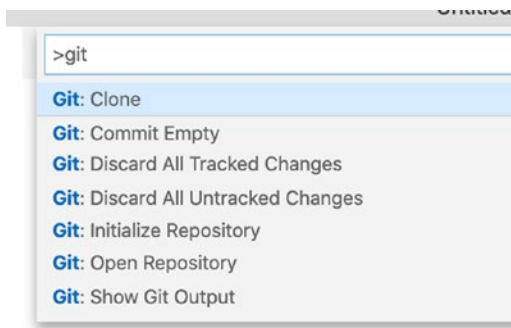 Untitled
>git
Git: Clone
Git: Commit Empty
Git: Discard All Tracked Changes
Git: Discard All Untracked Changes
Git: Initialize Repository
Git: Open Repository
Git: Show Git Output